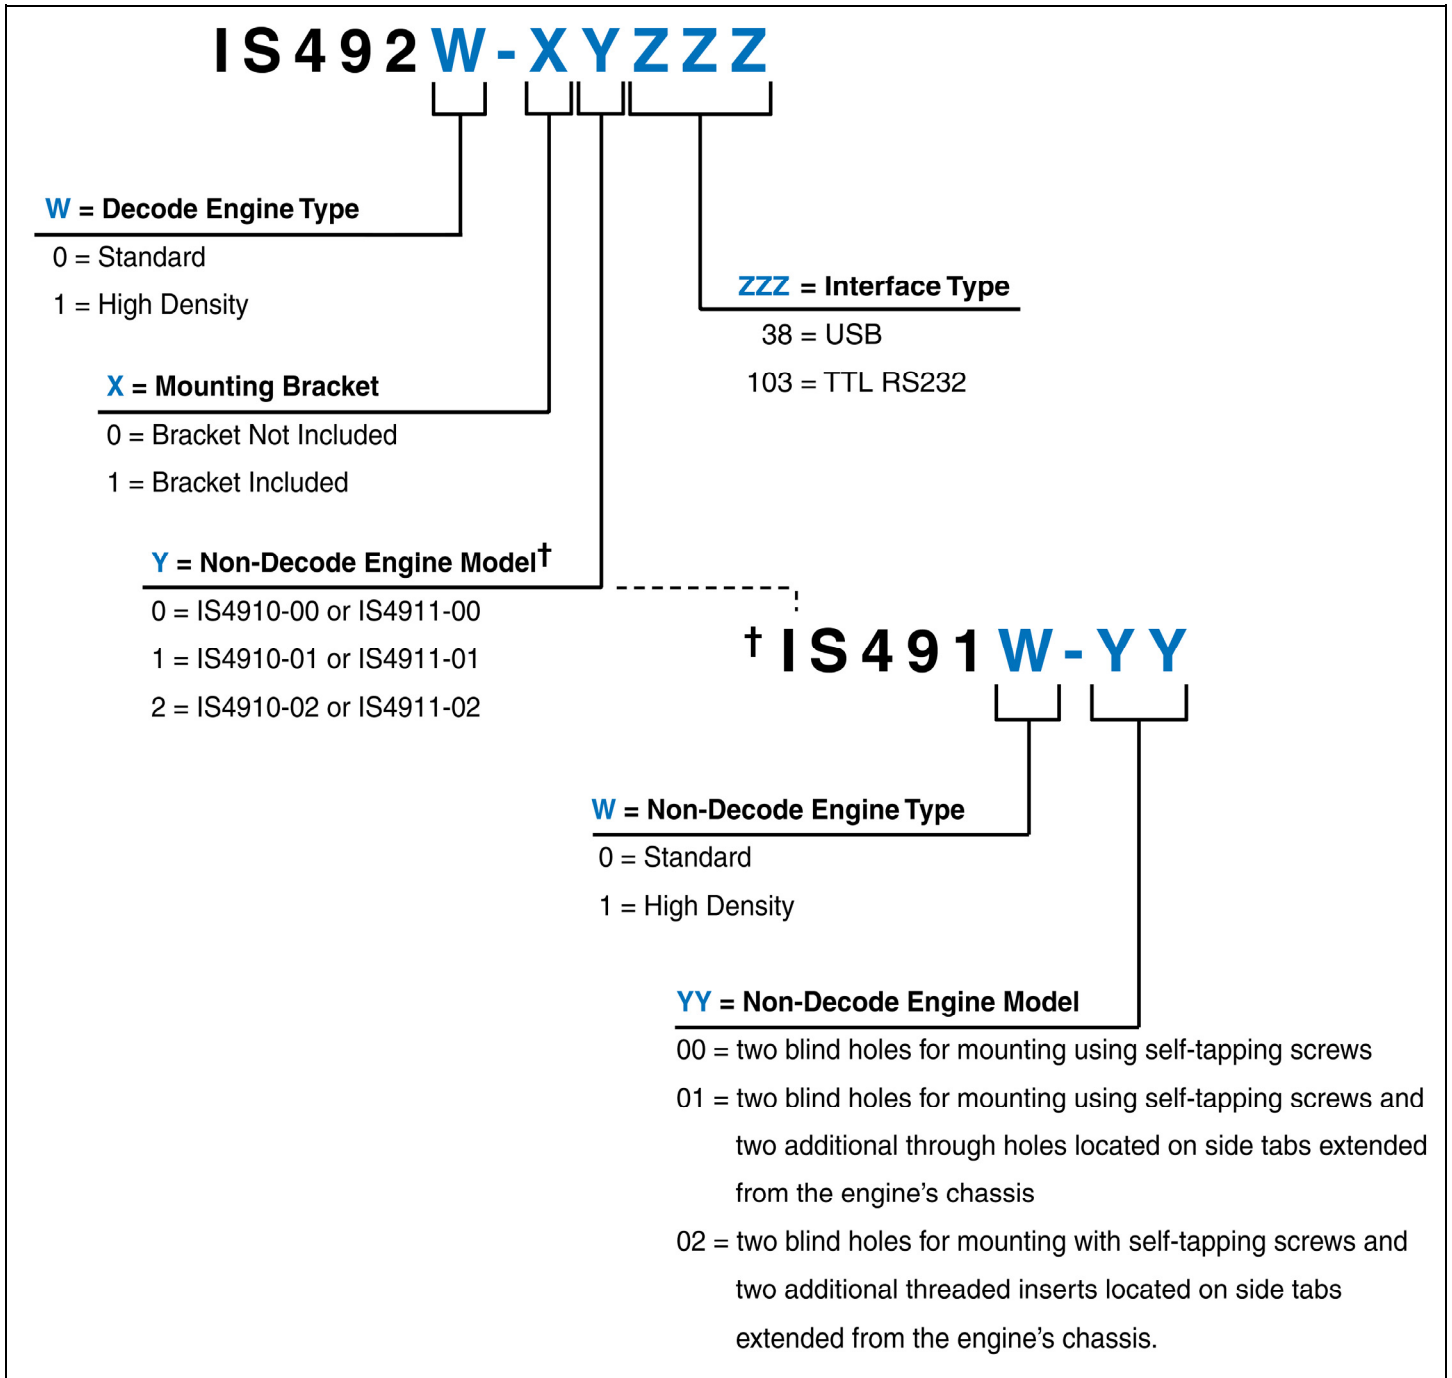 IS492W-XYZZZ
W = Decode Engine Type
0 = Standard
1 = High Density
ZZZ = Interface Type
38 = USB
103 = TTL RS232
X = Mounting Bracket
0 = Bracket Not Included
1 = Bracket Included
Y = Non-Decode Engine Model†
0 = IS4910-00 or IS4911-00
1 = IS4910-01 or IS4911-01
2 = IS4910-02 or IS4911-02
†IS491W-YY
W = Non-Decode Engine Type
0 = Standard
1 = High Density
YY = Non-Decode Engine Model
00 = two blind holes for mounting using self-tapping screws
01 = two blind holes for mounting using self-tapping screws and
two additional through holes located on side tabs extended
from the engine’s chassis
02 = two blind holes for mounting with self-tapping screws and
two additional threaded inserts located on side tabs
extended from the engine’s chassis.